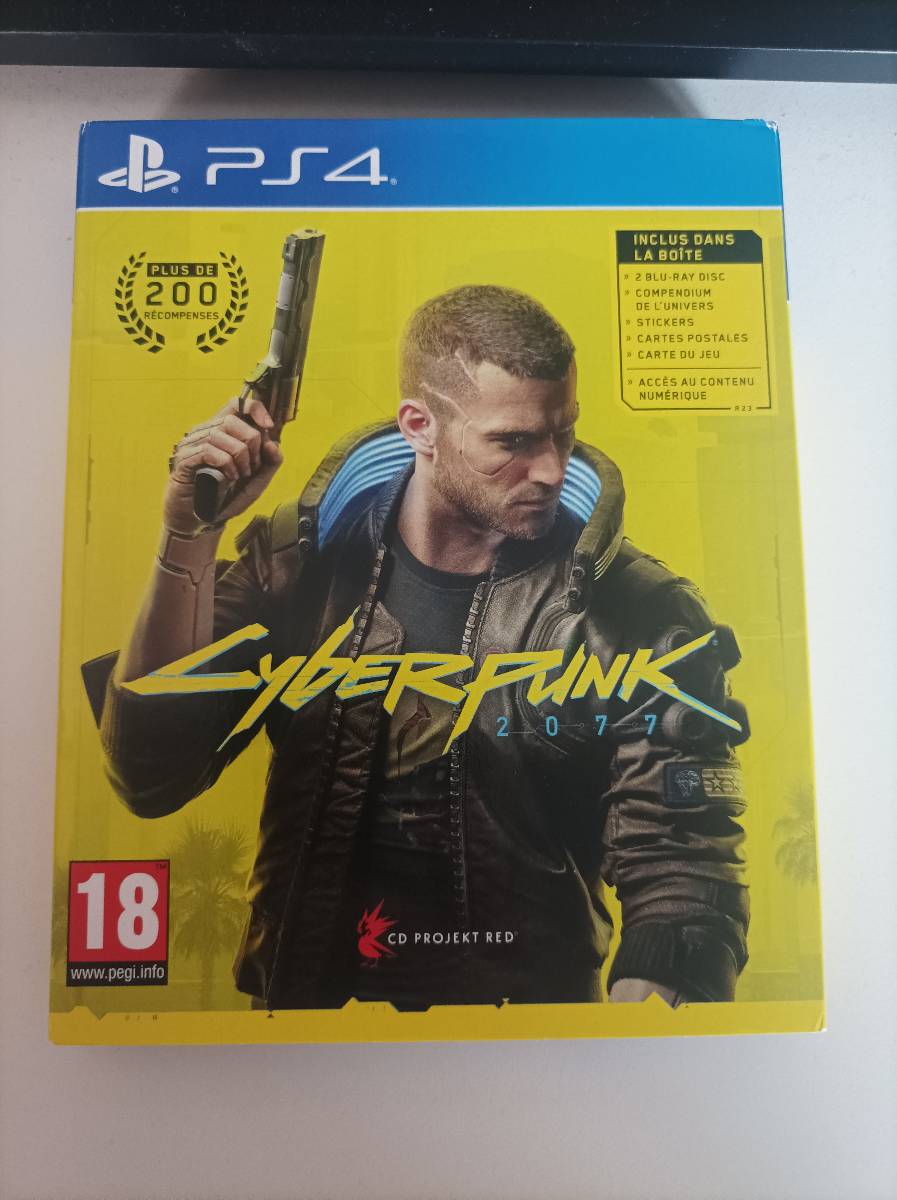 PS4
PLUS DE
200
RÉCOMPENSES
INCLUS DANS
LA BOÎTE
» 2 BLU-RAY DISC
» COMPENDIUM
DE L'UNIVERS
» STICKERS
» CARTES POSTALES
» CARTE DU JEU
» ACCÈS AU CONTENU
NUMÉRIQUE
R23
Cyberpunk
2077
18
www.pegi.info
CD PROJEKT RED